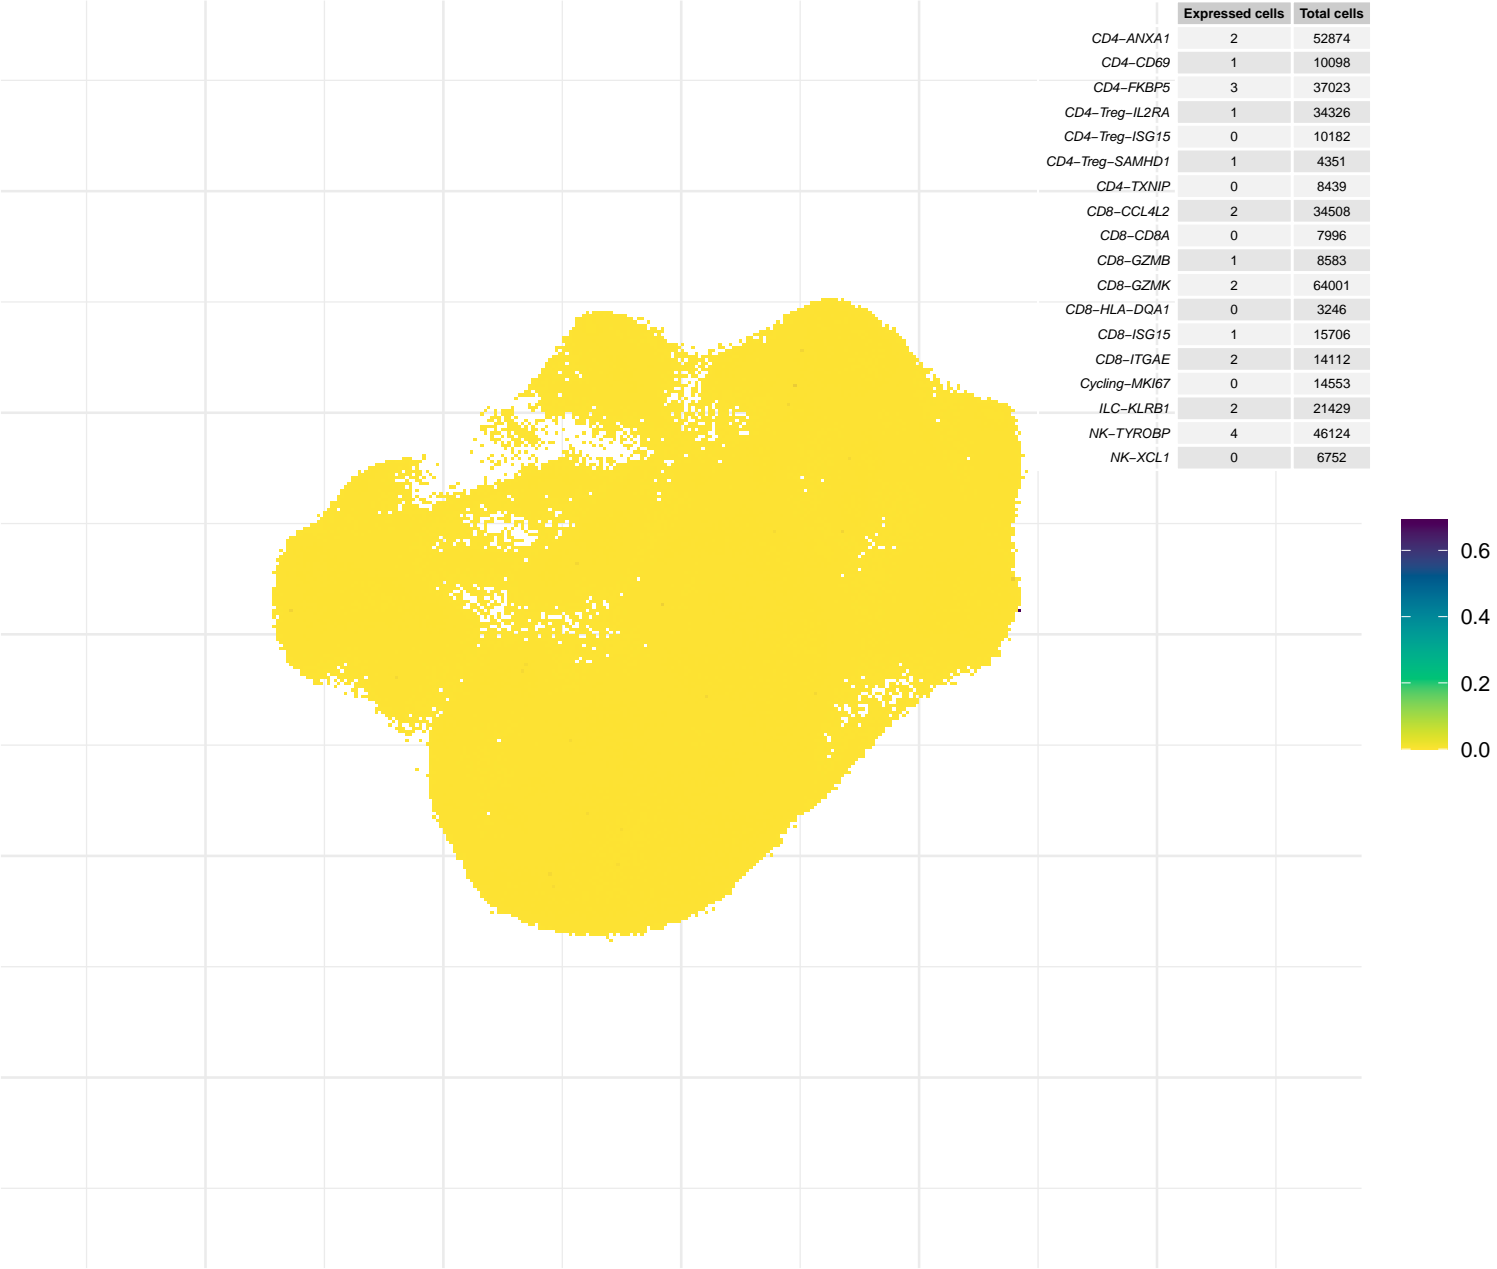 Expressed cells Total cells
CD4−ANXA1 2 52874
CD4−CD69 1 10098
CD4−FKBP5 3 37023
CD4−Treg−IL2RA 1 34326
CD4−Treg−ISG15 0 10182
CD4−Treg−SAMHD1 1 4351
CD4−TXNIP 0 8439
CD8−CCL4L2 2 34508
CD8−CD8A 0 7996
CD8−GZMB 1 8583
CD8−GZMK 2 64001
CD8−HLA−DQA1 0 3246
CD8−ISG15 1 15706
CD8−ITGAE 2 14112
Cycling−MKI67 0 14553
ILC−KLRB1 2 21429
NK−TYROBP 4 46124
NK−XCL1 0 6752
0.6
0.4
0.2
0.0